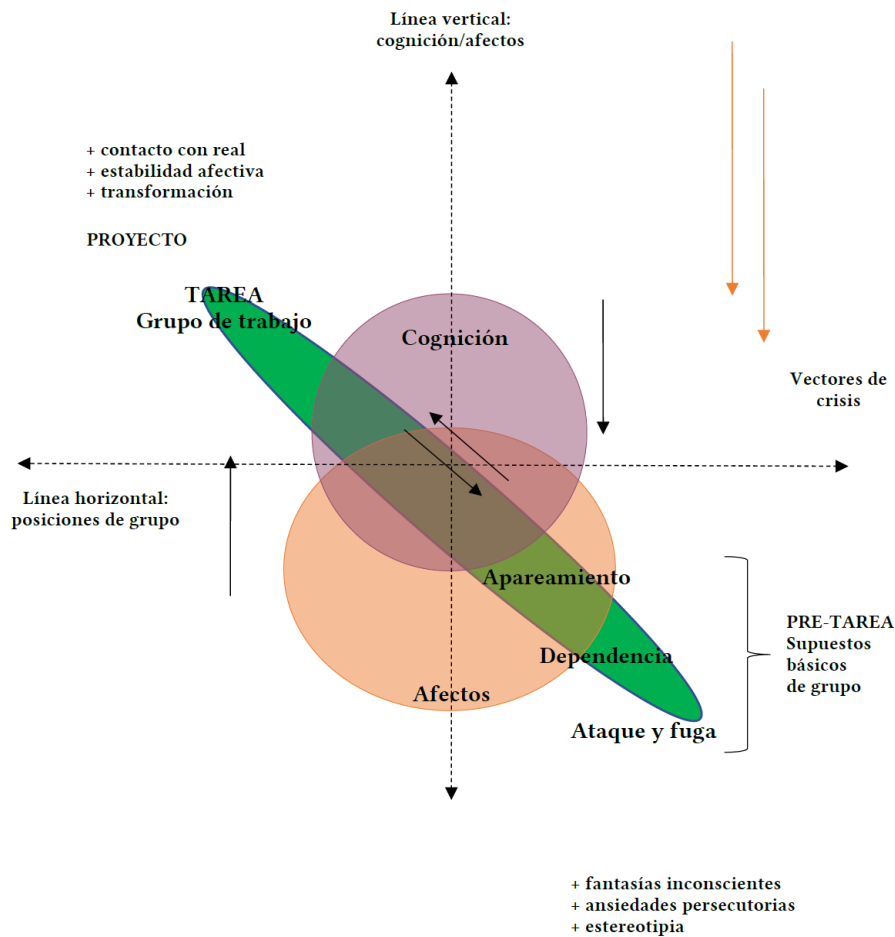 Línea vertical:
cognición/afectos
+ contacto con real
+ estabilidad afectiva
+ transformación
PROYECTO
TAREA
Grupo de trabajo
Cognición
Vectores de
crisis
Línea horizontal:
posiciones de grupo
Apareamiento
Dependencia
Afectos
Ataque y fuga
PRE-TAREA
Supuestos
básicos
de grupo
+ fantasías inconscientes
+ ansiedades persecutorias
+ estereotipia